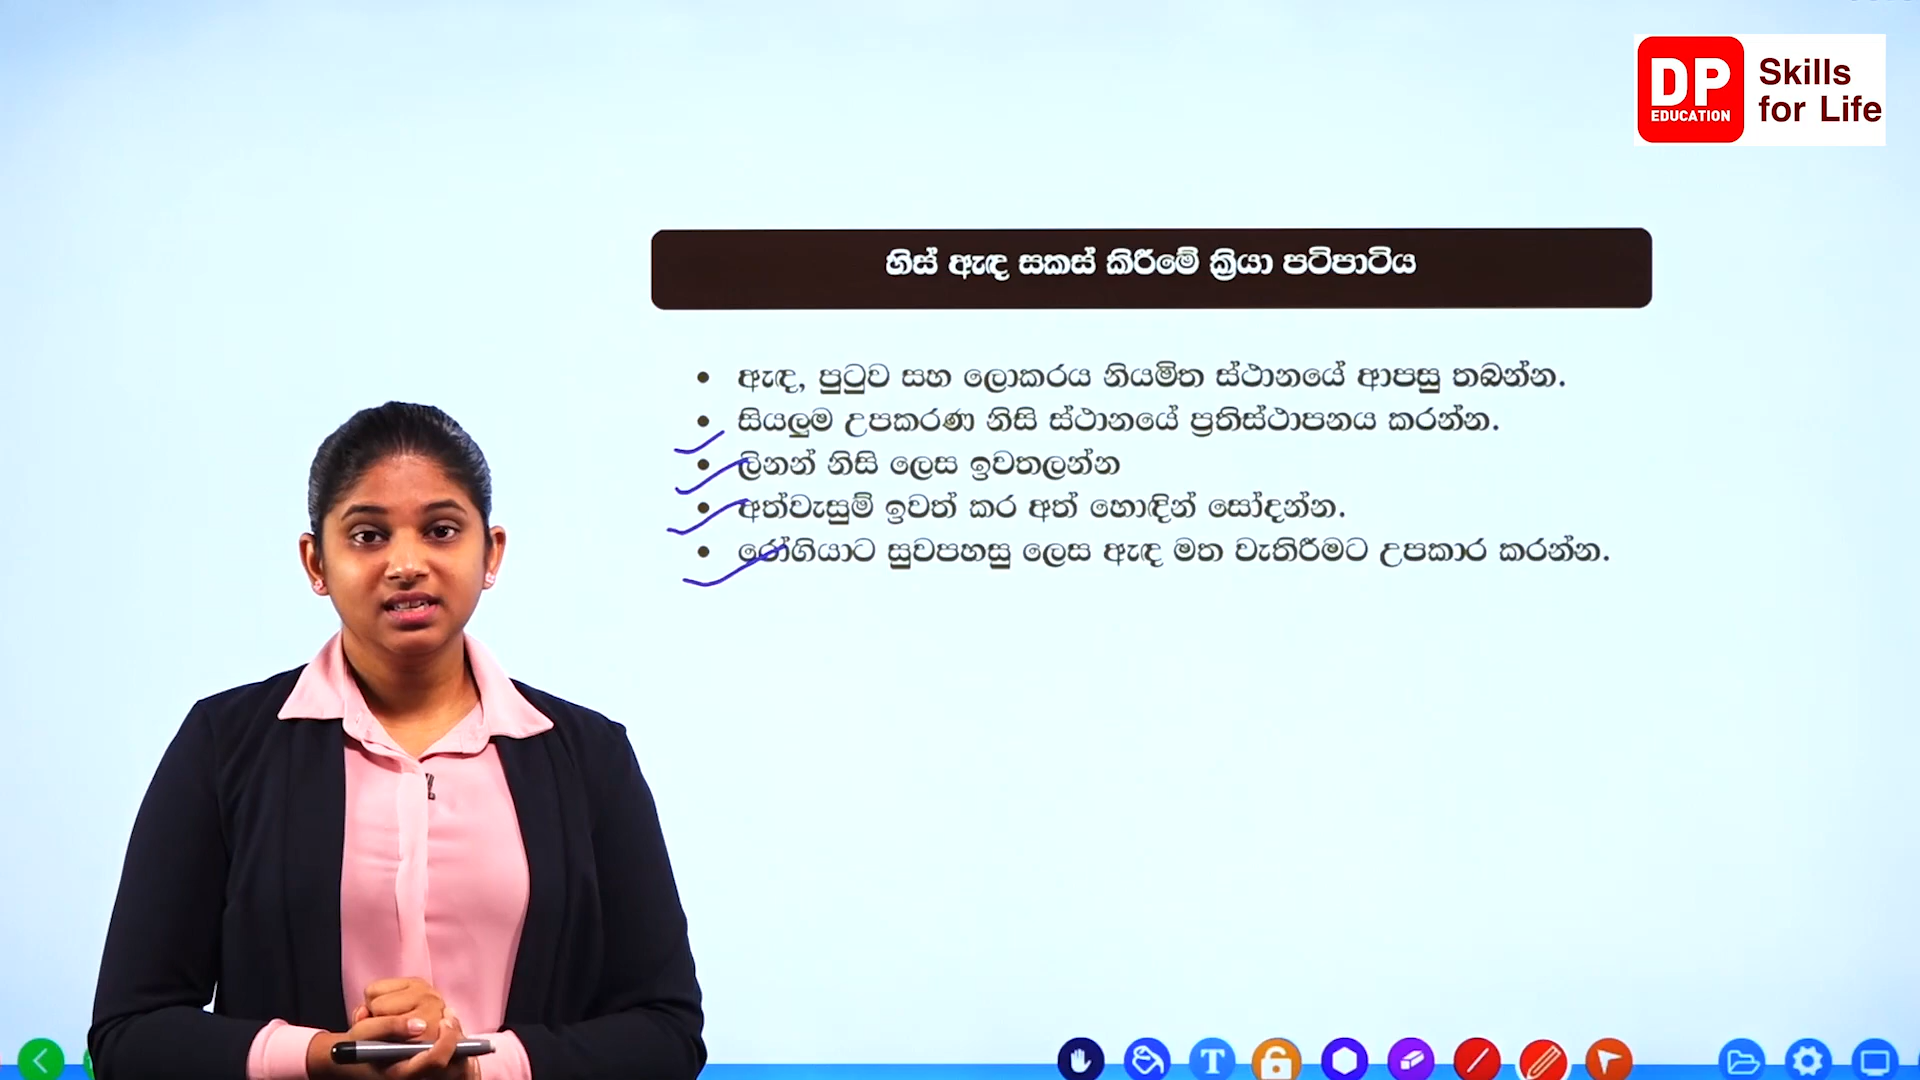 DP
EDUCATION
Skills
for Life
හිස් ඇඳ සකස් කිරීමේ ක්‍රියා පටිපාටිය
• ඇඳ, පුටුව සහ ලොකරය නියමිත ස්ථානයේ ආපසු තබන්න.
• සියලුම උපකරණ නිසි ස්ථානයේ ප්‍රතිස්ථාපනය කරන්න.
• ලිනන් නිසි ලෙස ඉවතලන්න
• අත්වැසුම් ඉවත් කර අත් හොඳින් සෝදන්න.
• රෝගියාට සුවපහසු ලෙස ඇඳ මත වැතිරීමට උපකාර කරන්න.
T